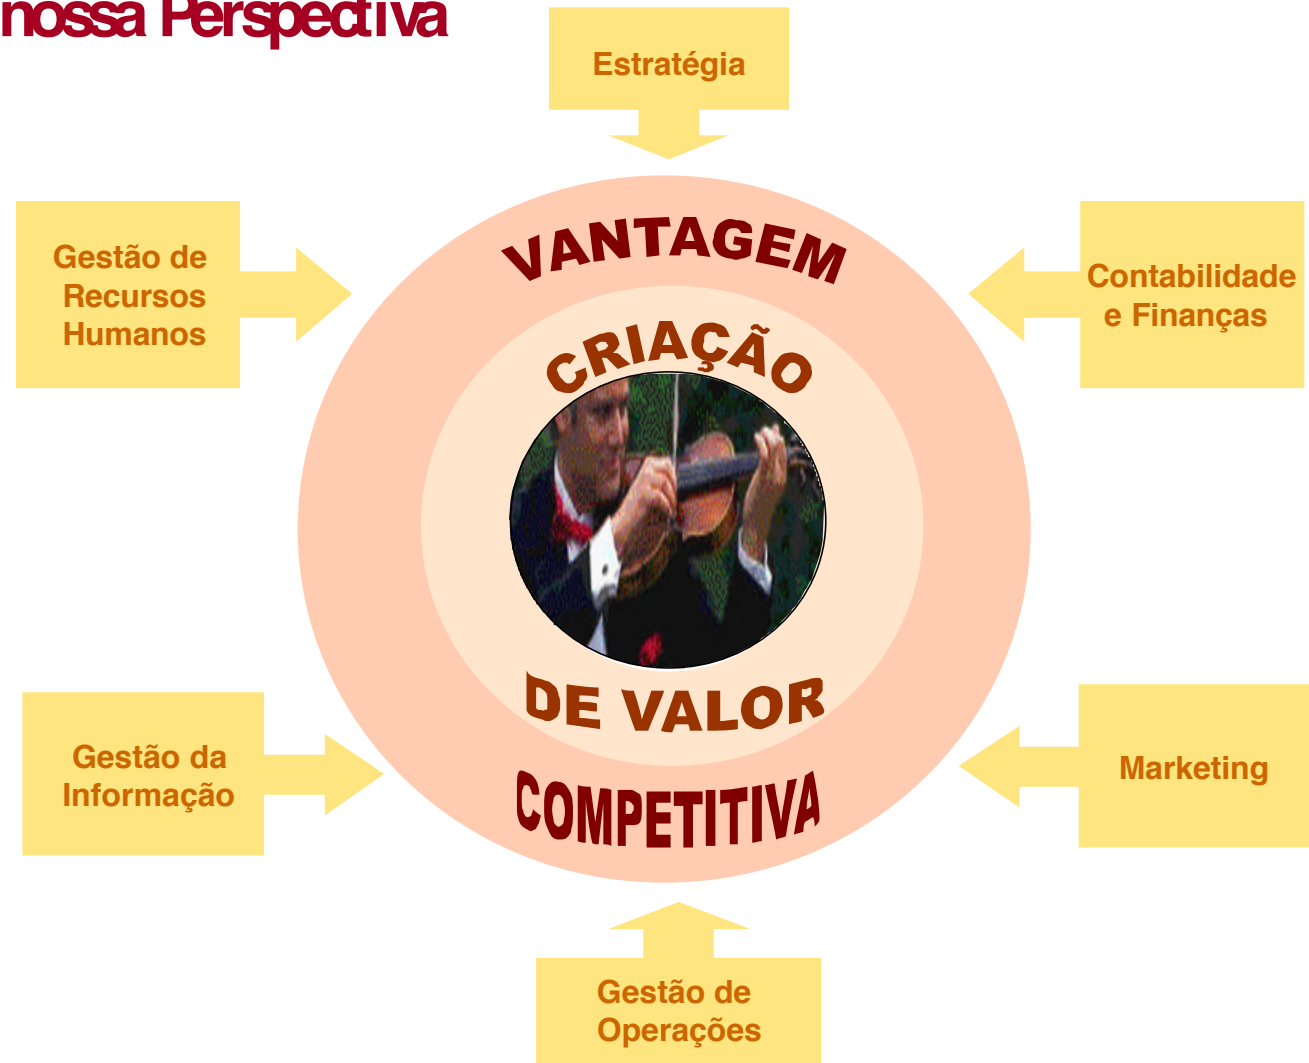 nossa Perspectiva
Estratégia
Gestão de
Recursos
Humanos
Contabilidade
e Finanças
VANTAGEM
CRIAÇÃO
DE VALOR
COMPETITIVA
Gestão da
Informação
Marketing
Gestão de
Operações